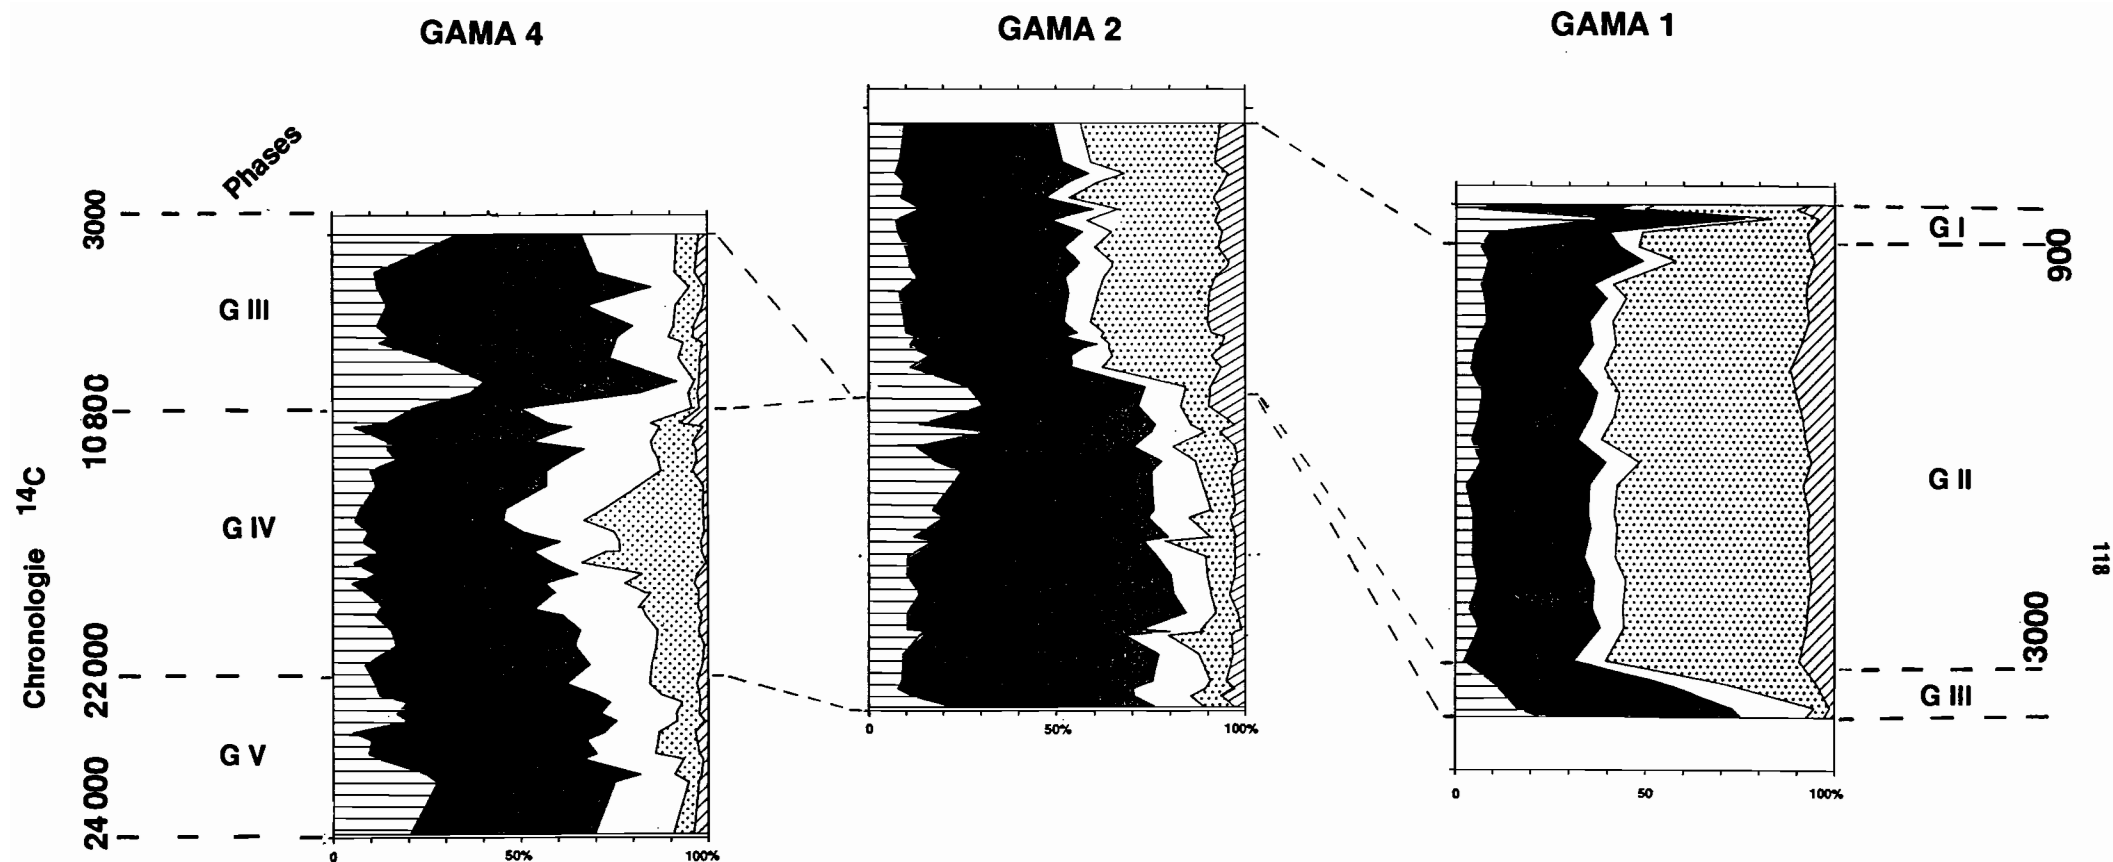 GAMA 4
GAMA 2
GAMA 1
Phases
Chronologie 14C
3000
10 800
22 000
24 000
G III
G IV
G V
0 50% 100%
0 50% 100%
0 50 100%
G I
G II
G III
900
3000
118